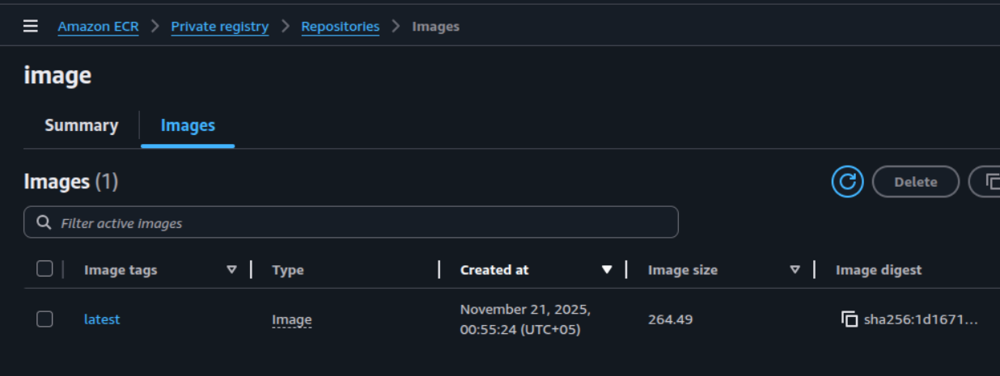 Amazon ECR > Private registry > Repositories > Images
image
Summary Images
Images (1)
Delete
Filter active images
Image tags Type Created at Image size Image digest
latest Image November 21, 2025, 264.49 sha256:1d1671...
00:55:24 (UTC+05)